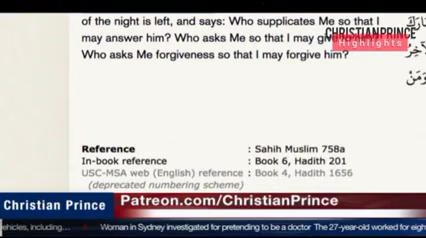 of the night is left, and says: Who supplicates Me so that I
may answer him? Who asks Me so that I may
Who asks Me forgiveness so that I may forgive him?
CHRISTIANPRINCE
Highlights
Reference : Sahih Muslim 758a
In-book reference : Book 6, Hadith 201
USC-MSA web (English) reference : Book 4, Hadith 1656
(deprecated numbering scheme)
Christian Prince
Patreon.com/ChristianPrince
ehicles, including...
Woman in Sydney investigated for pretending to be a doctor The 27-year-old worked for eigh